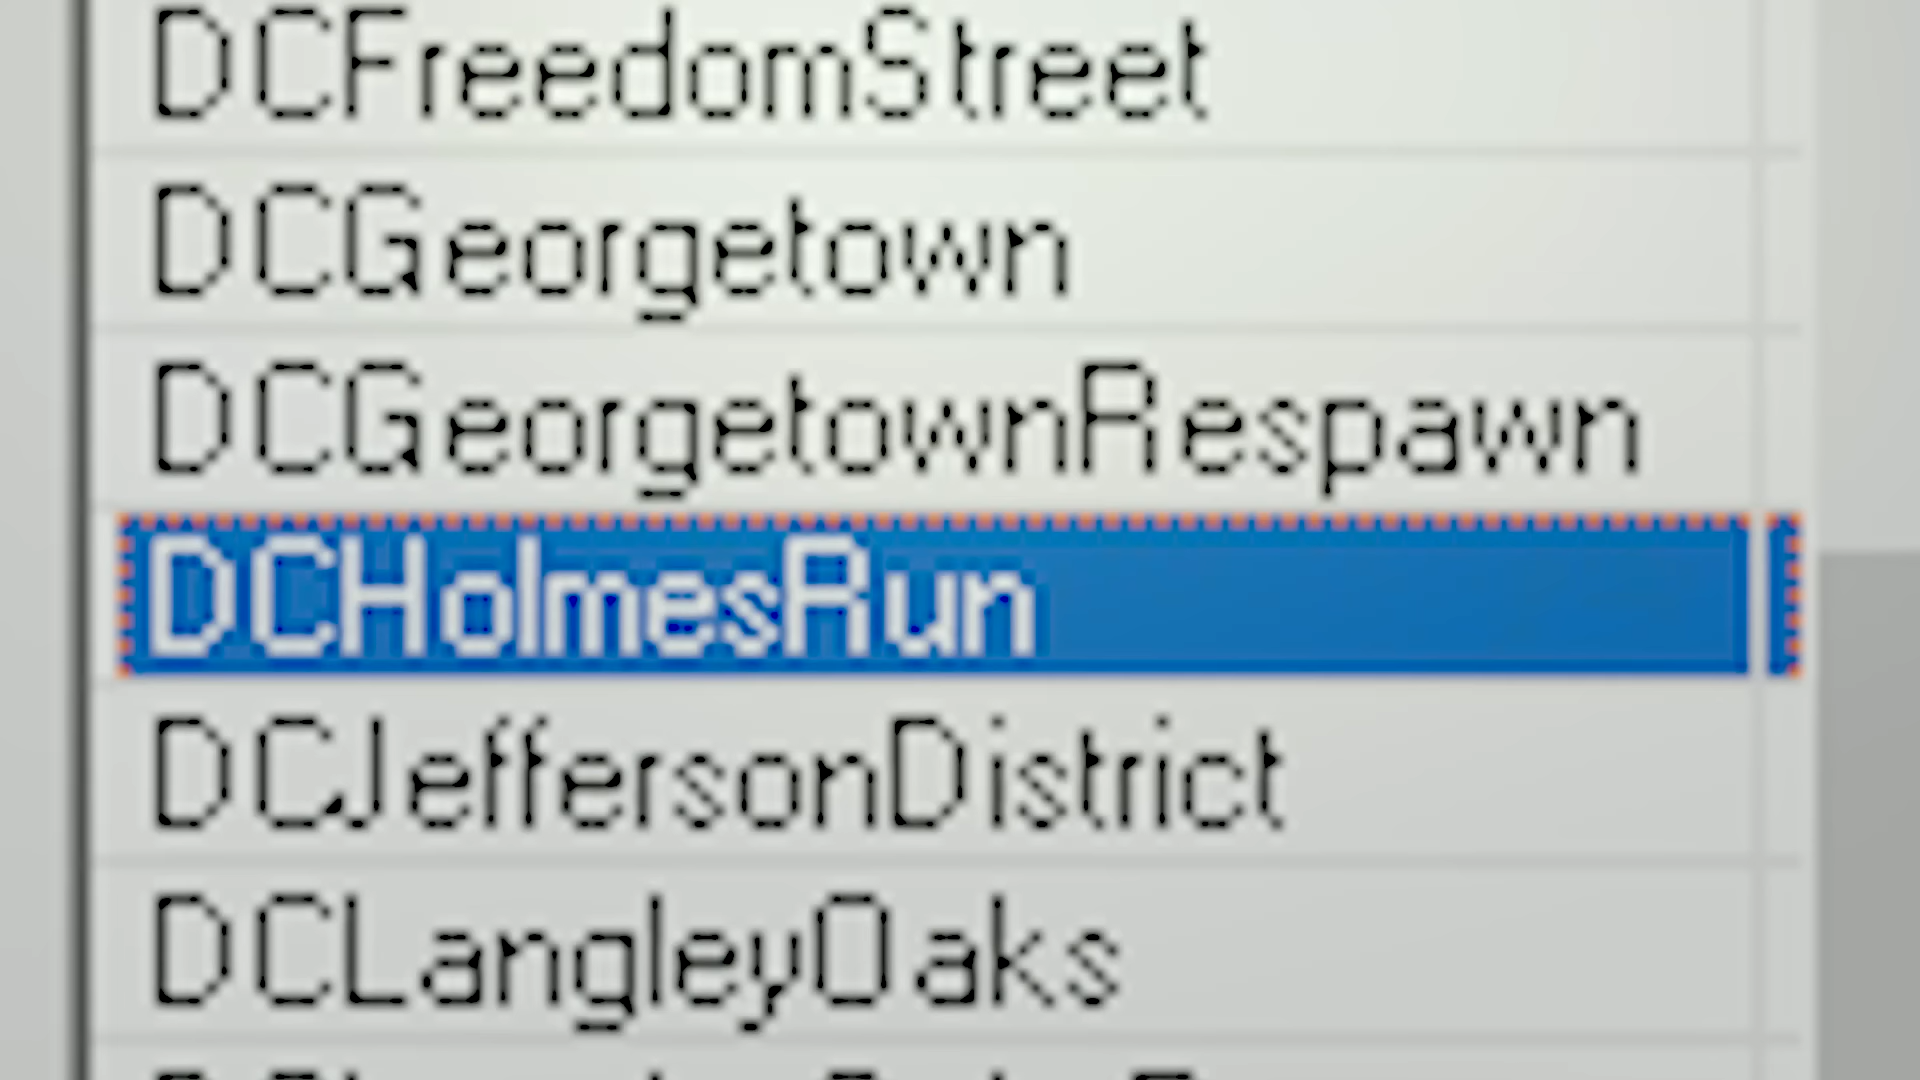 DCFreedomStreet
DCGeorgetown
DCGeorgetownRespawn
DCHolmesRun
DCJeffersonDistrict
DCLangleyOaks